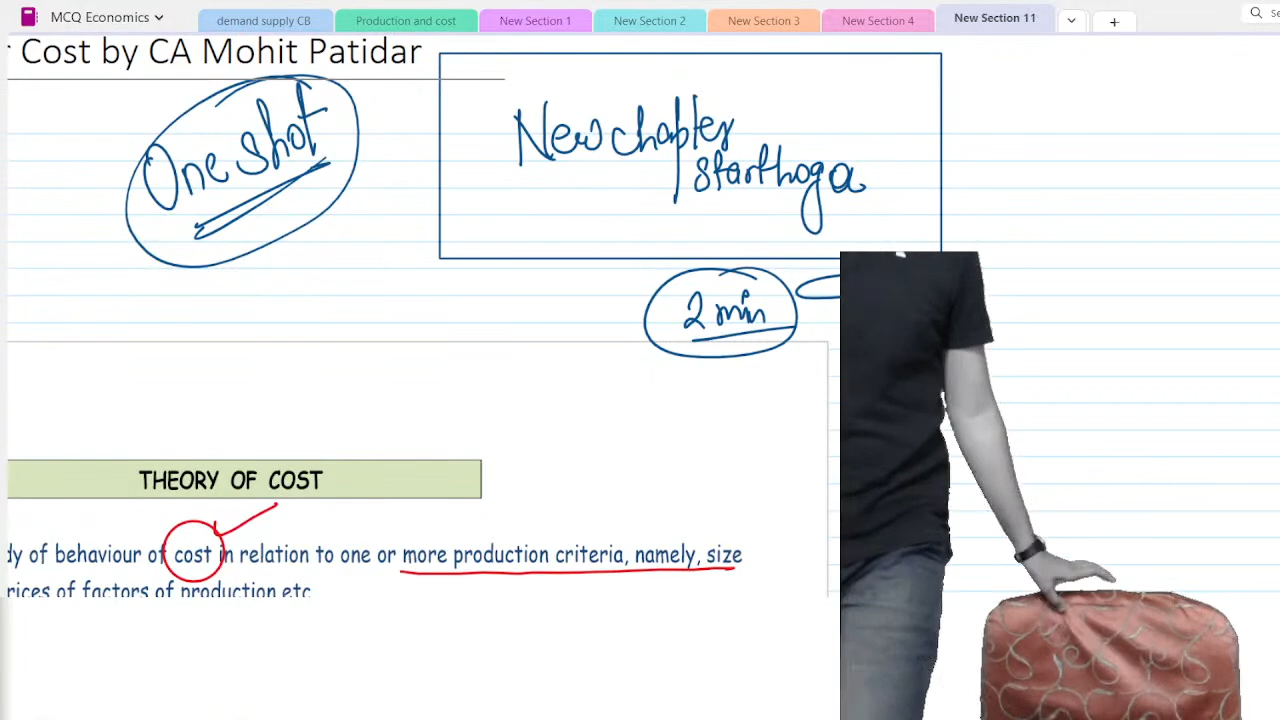 MCQ Economics
demand supply CB
Production and cost
New Section 1
New Section 2
New Section 3
New Section 4
New Section 11
r Cost by CA Mohit Patidar
One shot
New chapter
start hoga
2 min
THEORY OF COST
dy of behaviour of cost in relation to one or more production criteria, namely, size
rices of factors of production etc